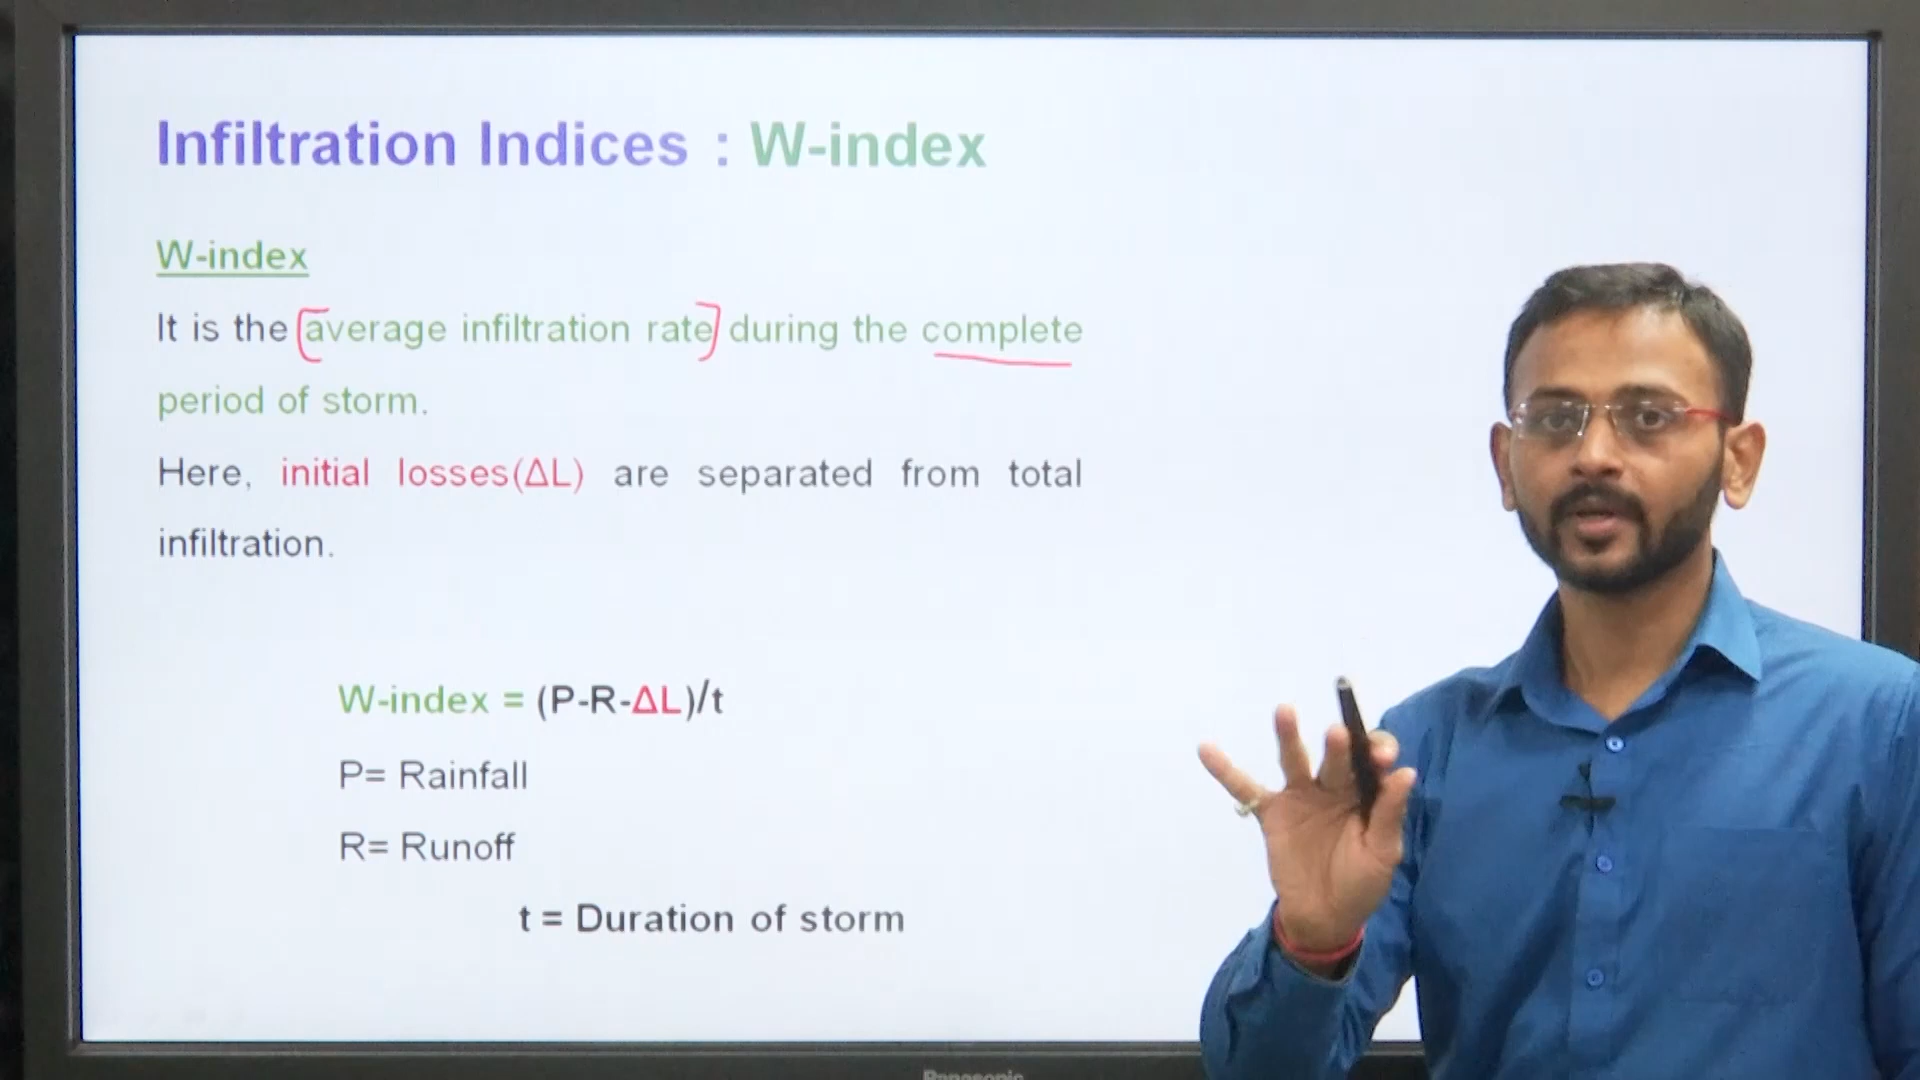 Infiltration Indices : W-index
W-index
It is the average infiltration rate during the complete
period of storm.
Here, initial losses(ΔL) are separated from total
infiltration.
W-index = (P-R-ΔL)/t
P= Rainfall
R= Runoff
t = Duration of storm
Panasonic